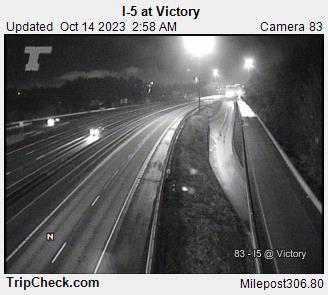 I-5 at Victory
Updated  Oct 14 2023  2:58 AM
Camera 83
T
N
83 - I5 @ Victory
TripCheck.com
Milepost306.80